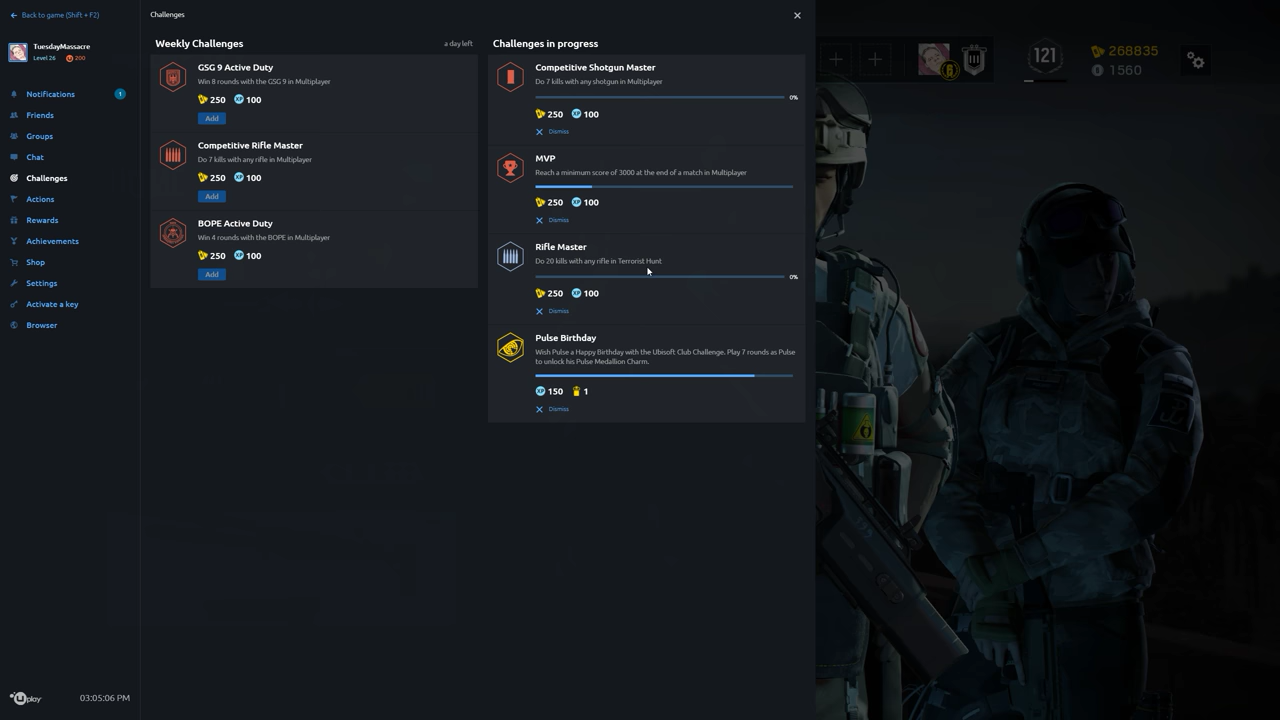 Back to game (Shift + F2)
TuesdayMassacre
Level 26 200
Notifications 1
Friends
Groups
Chat
Challenges
Actions
Rewards
Achievements
Shop
Settings
Activate a key
Browser
uplay 03:05:06 PM
Challenges
Weekly Challenges a day left
GSG 9 Active Duty
Win 8 rounds with the GSG 9 in Multiplayer
250 XP 100
Add
Competitive Rifle Master
Do 7 kills with any rifle in Multiplayer
250 XP 100
Add
BOPE Active Duty
Win 4 rounds with the BOPE in Multiplayer
250 XP 100
Add
Challenges in progress
Competitive Shotgun Master
Do 7 kills with any shotgun in Multiplayer
0%
250 XP 100
Dismiss
MVP
Reach a minimum score of 3000 at the end of a match in Multiplayer
250 XP 100
Dismiss
Rifle Master
Do 20 kills with any rifle in Terrorist Hunt
0%
250 XP 100
Dismiss
Pulse Birthday
Wish Pulse a Happy Birthday with the Ubisoft Club Challenge. Play 7 rounds as Pulse
to unlock his Pulse Medallion Charm.
XP 150 1
Dismiss
121
268835
1560